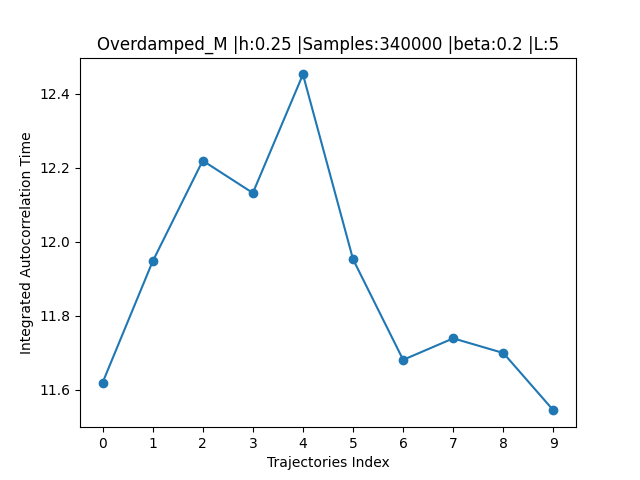 Overdamped_M |h:0.25 |Samples:340000 |beta:0.2 |L:5
Integrated Autocorrelation Time
12.4
12.2
12.0
11.8
11.6
0 1 2 3 4 5 6 7 8 9
Trajectories Index